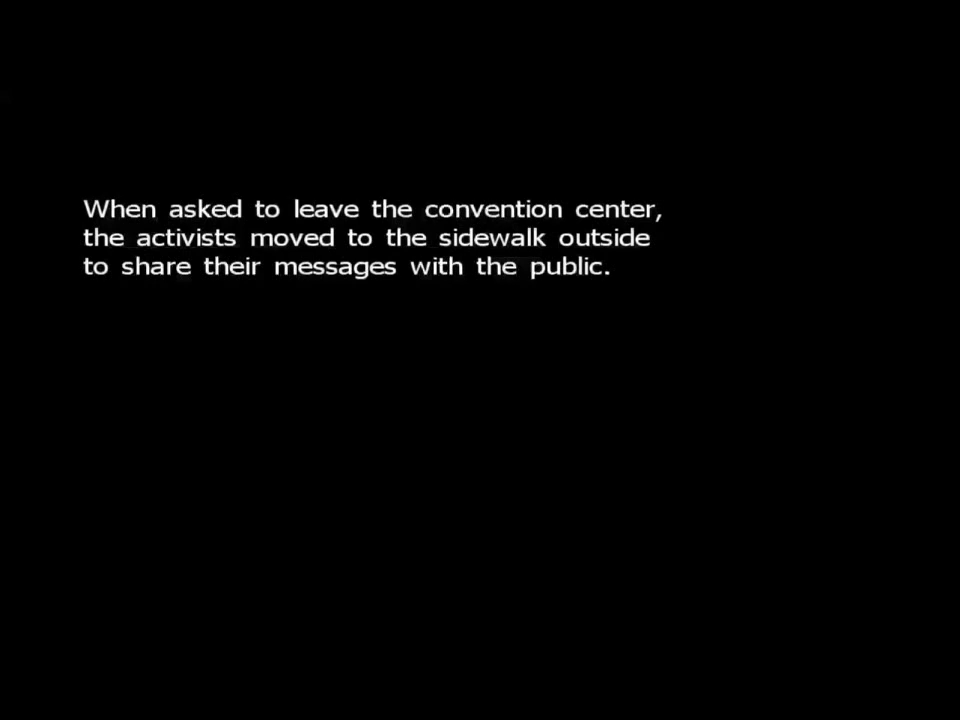 When asked to leave the convention center,
the activists moved to the sidewalk outside
to share their messages with the public.